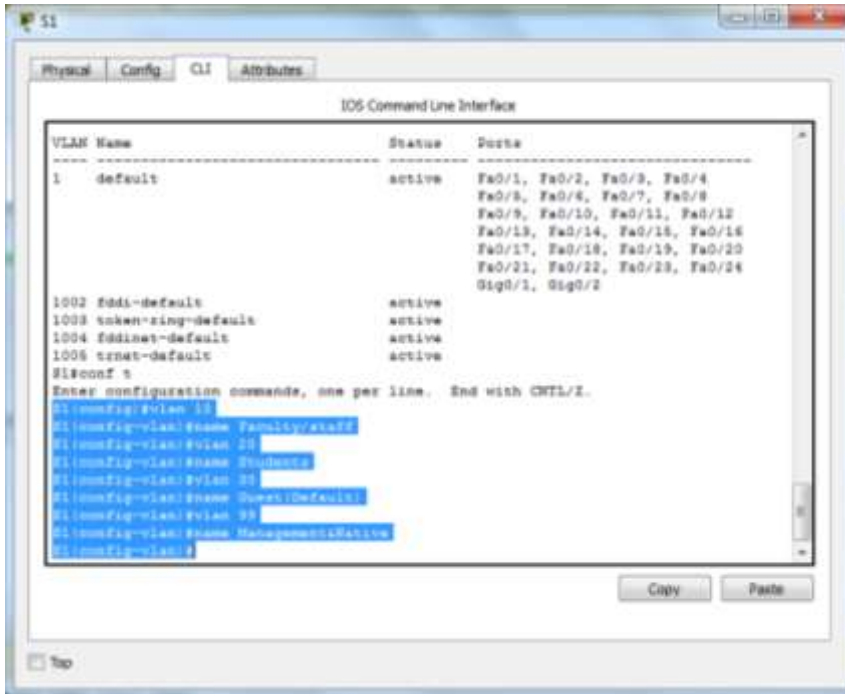 S1
Physical Config CLI Attributes
IOS Command Line Interface
VLAN Name Status Ports
---- -------------------------------- --------- -------------------------------
1 default active Fa0/1, Fa0/2, Fa0/3, Fa0/4
Fa0/5, Fa0/6, Fa0/7, Fa0/8
Fa0/9, Fa0/10, Fa0/11, Fa0/12
Fa0/13, Fa0/14, Fa0/15, Fa0/16
Fa0/17, Fa0/18, Fa0/19, Fa0/20
Fa0/21, Fa0/22, Fa0/23, Fa0/24
Gig0/1, Gig0/2
1002 fddi-default active
1003 token-ring-default active
1004 fddinet-default active
1005 trnet-default active
S1#conf t
Enter configuration commands, one per line. End with CNTL/Z.
S1(config)#vlan 10
S1(config-vlan)#name Faculty/staff
S1(config-vlan)#vlan 20
S1(config-vlan)#name Students
S1(config-vlan)#vlan 30
S1(config-vlan)#name Guest(Default)
S1(config-vlan)#vlan 99
S1(config-vlan)#name Management&Native
S1(config-vlan)#
Copy Paste
Top